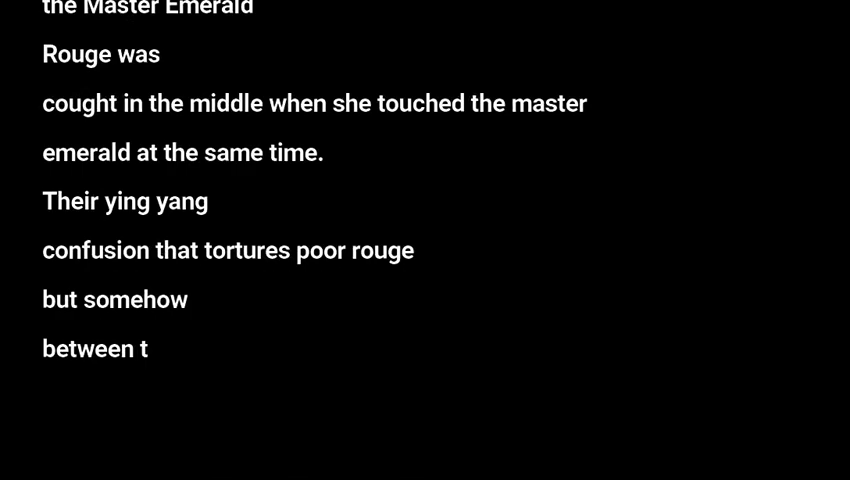 the Master Emerald
Rouge was
cought in the middle when she touched the master
emerald at the same time.
Their ying yang
confusion that tortures poor rouge
but somehow
between t